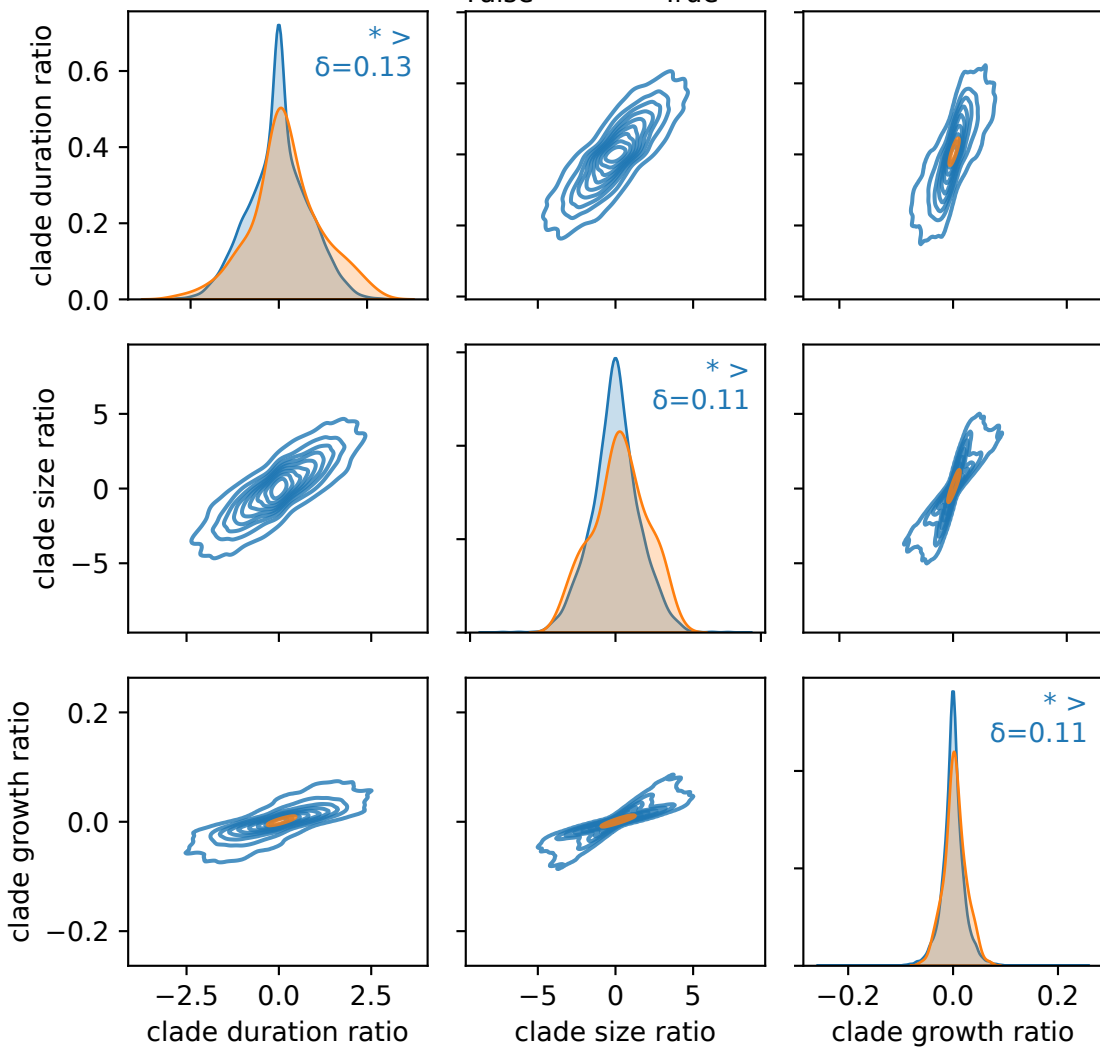 * >
δ=0.13
clade duration ratio
0.6
0.4
0.2
0.0
* >
δ=0.11
clade size ratio
5
0
−5
* >
δ=0.11
clade growth ratio
0.2
0.0
−0.2
−2.5 0.0 2.5 −5 0 5 −0.2 0.0 0.2
clade duration ratio clade size ratio clade growth ratio